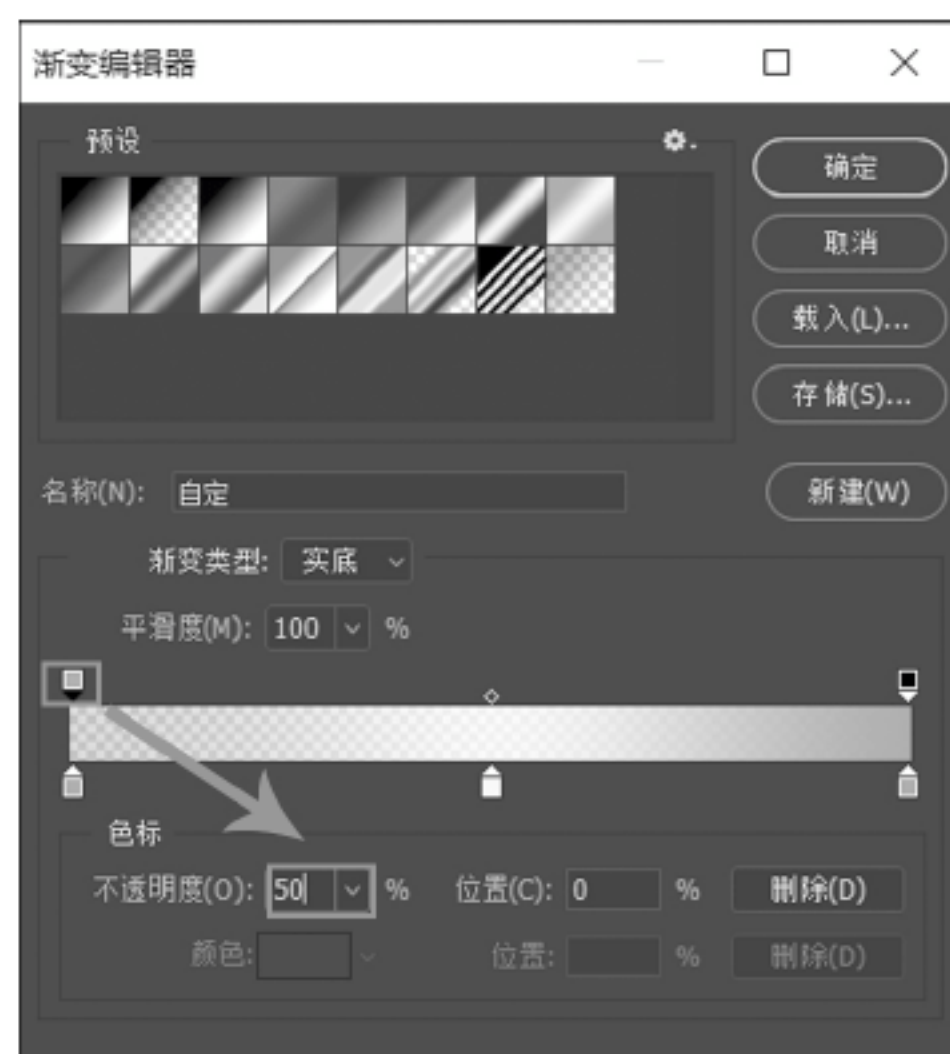 渐变编辑器
预设
确定
取消
载入(L)...
存储(S)...
名称(N): 自定
新建(W)
渐变类型: 实底
平滑度(M): 100 %
色标
不透明度(O): 50 % 位置(C): 0 % 删除(D)
颜色: 位置: % 删除(D)